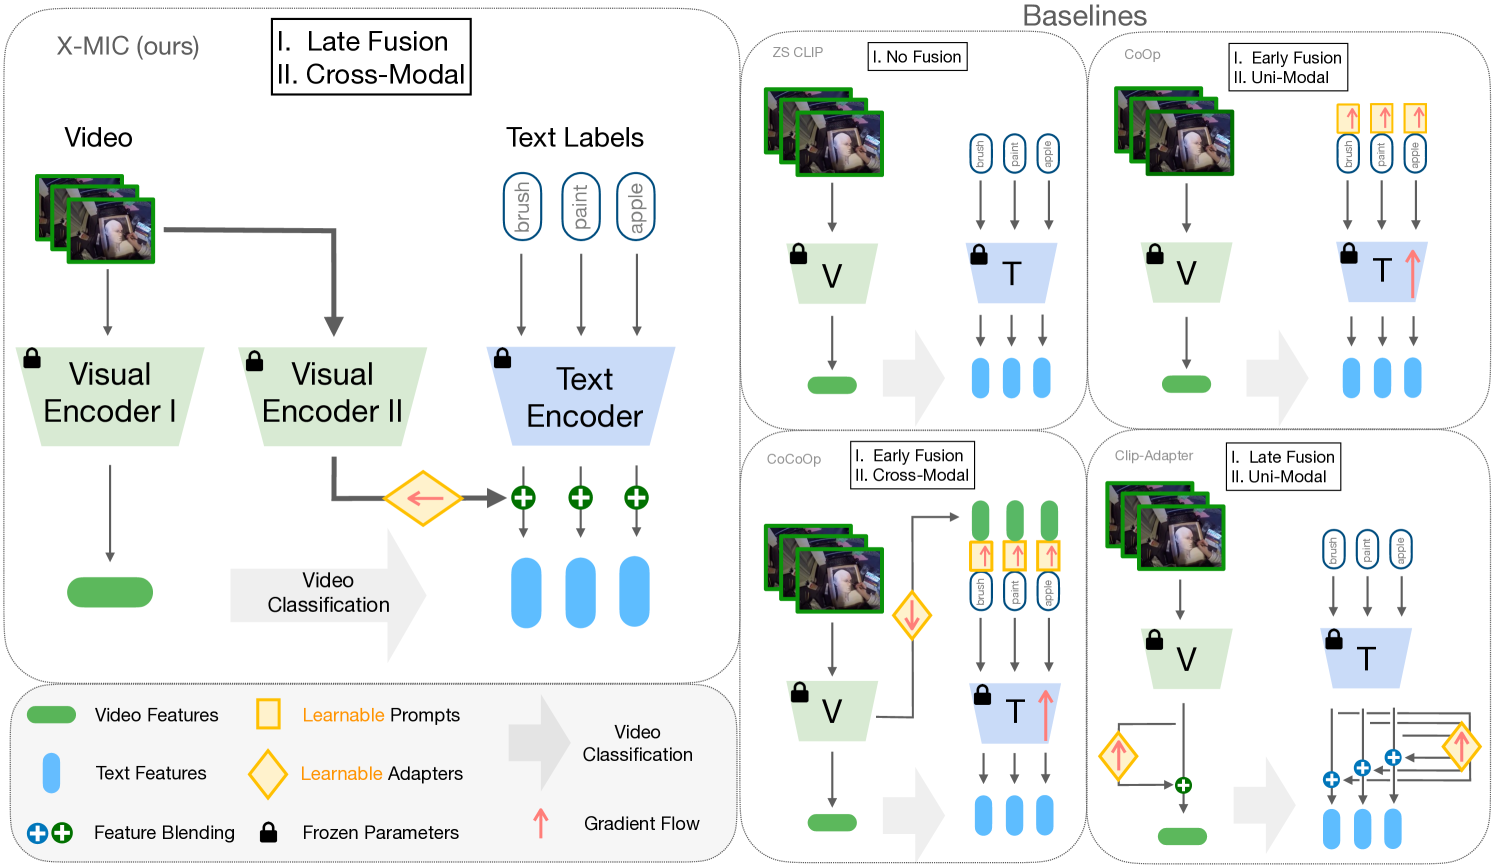 Baselines
X-MIC (ours)
I. Late Fusion
II. Cross-Modal
Video
Text Labels
brush
paint
apple
Visual
Encoder I
Visual
Encoder II
Text
Encoder
Video
Classification
ZS CLIP
I. No Fusion
brush
paint
apple
V
T
CoOp
I. Early Fusion
II. Uni-Modal
brush
paint
apple
V
T
CoCoOp
I. Early Fusion
II. Cross-Modal
brush
paint
apple
V
T
Clip-Adapter
I. Late Fusion
II. Uni-Modal
brush
paint
apple
V
T
Video Features
Learnable Prompts
Text Features
Learnable Adapters
Video
Classification
Feature Blending
Frozen Parameters
Gradient Flow